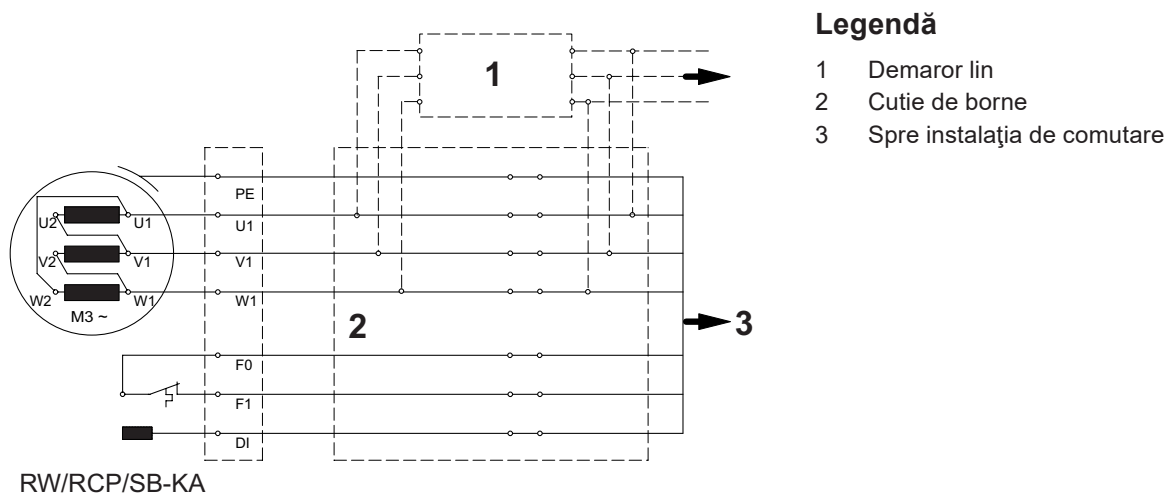 Legendă
1 Demaror lin
2 Cutie de borne
3 Spre instalaţia de comutare
1
PE
U2 U1 U1
V2 V1 V1
W2 W1 W1
M3 ~
2
3
F0
F1
DI
RW/RCP/SB-KA